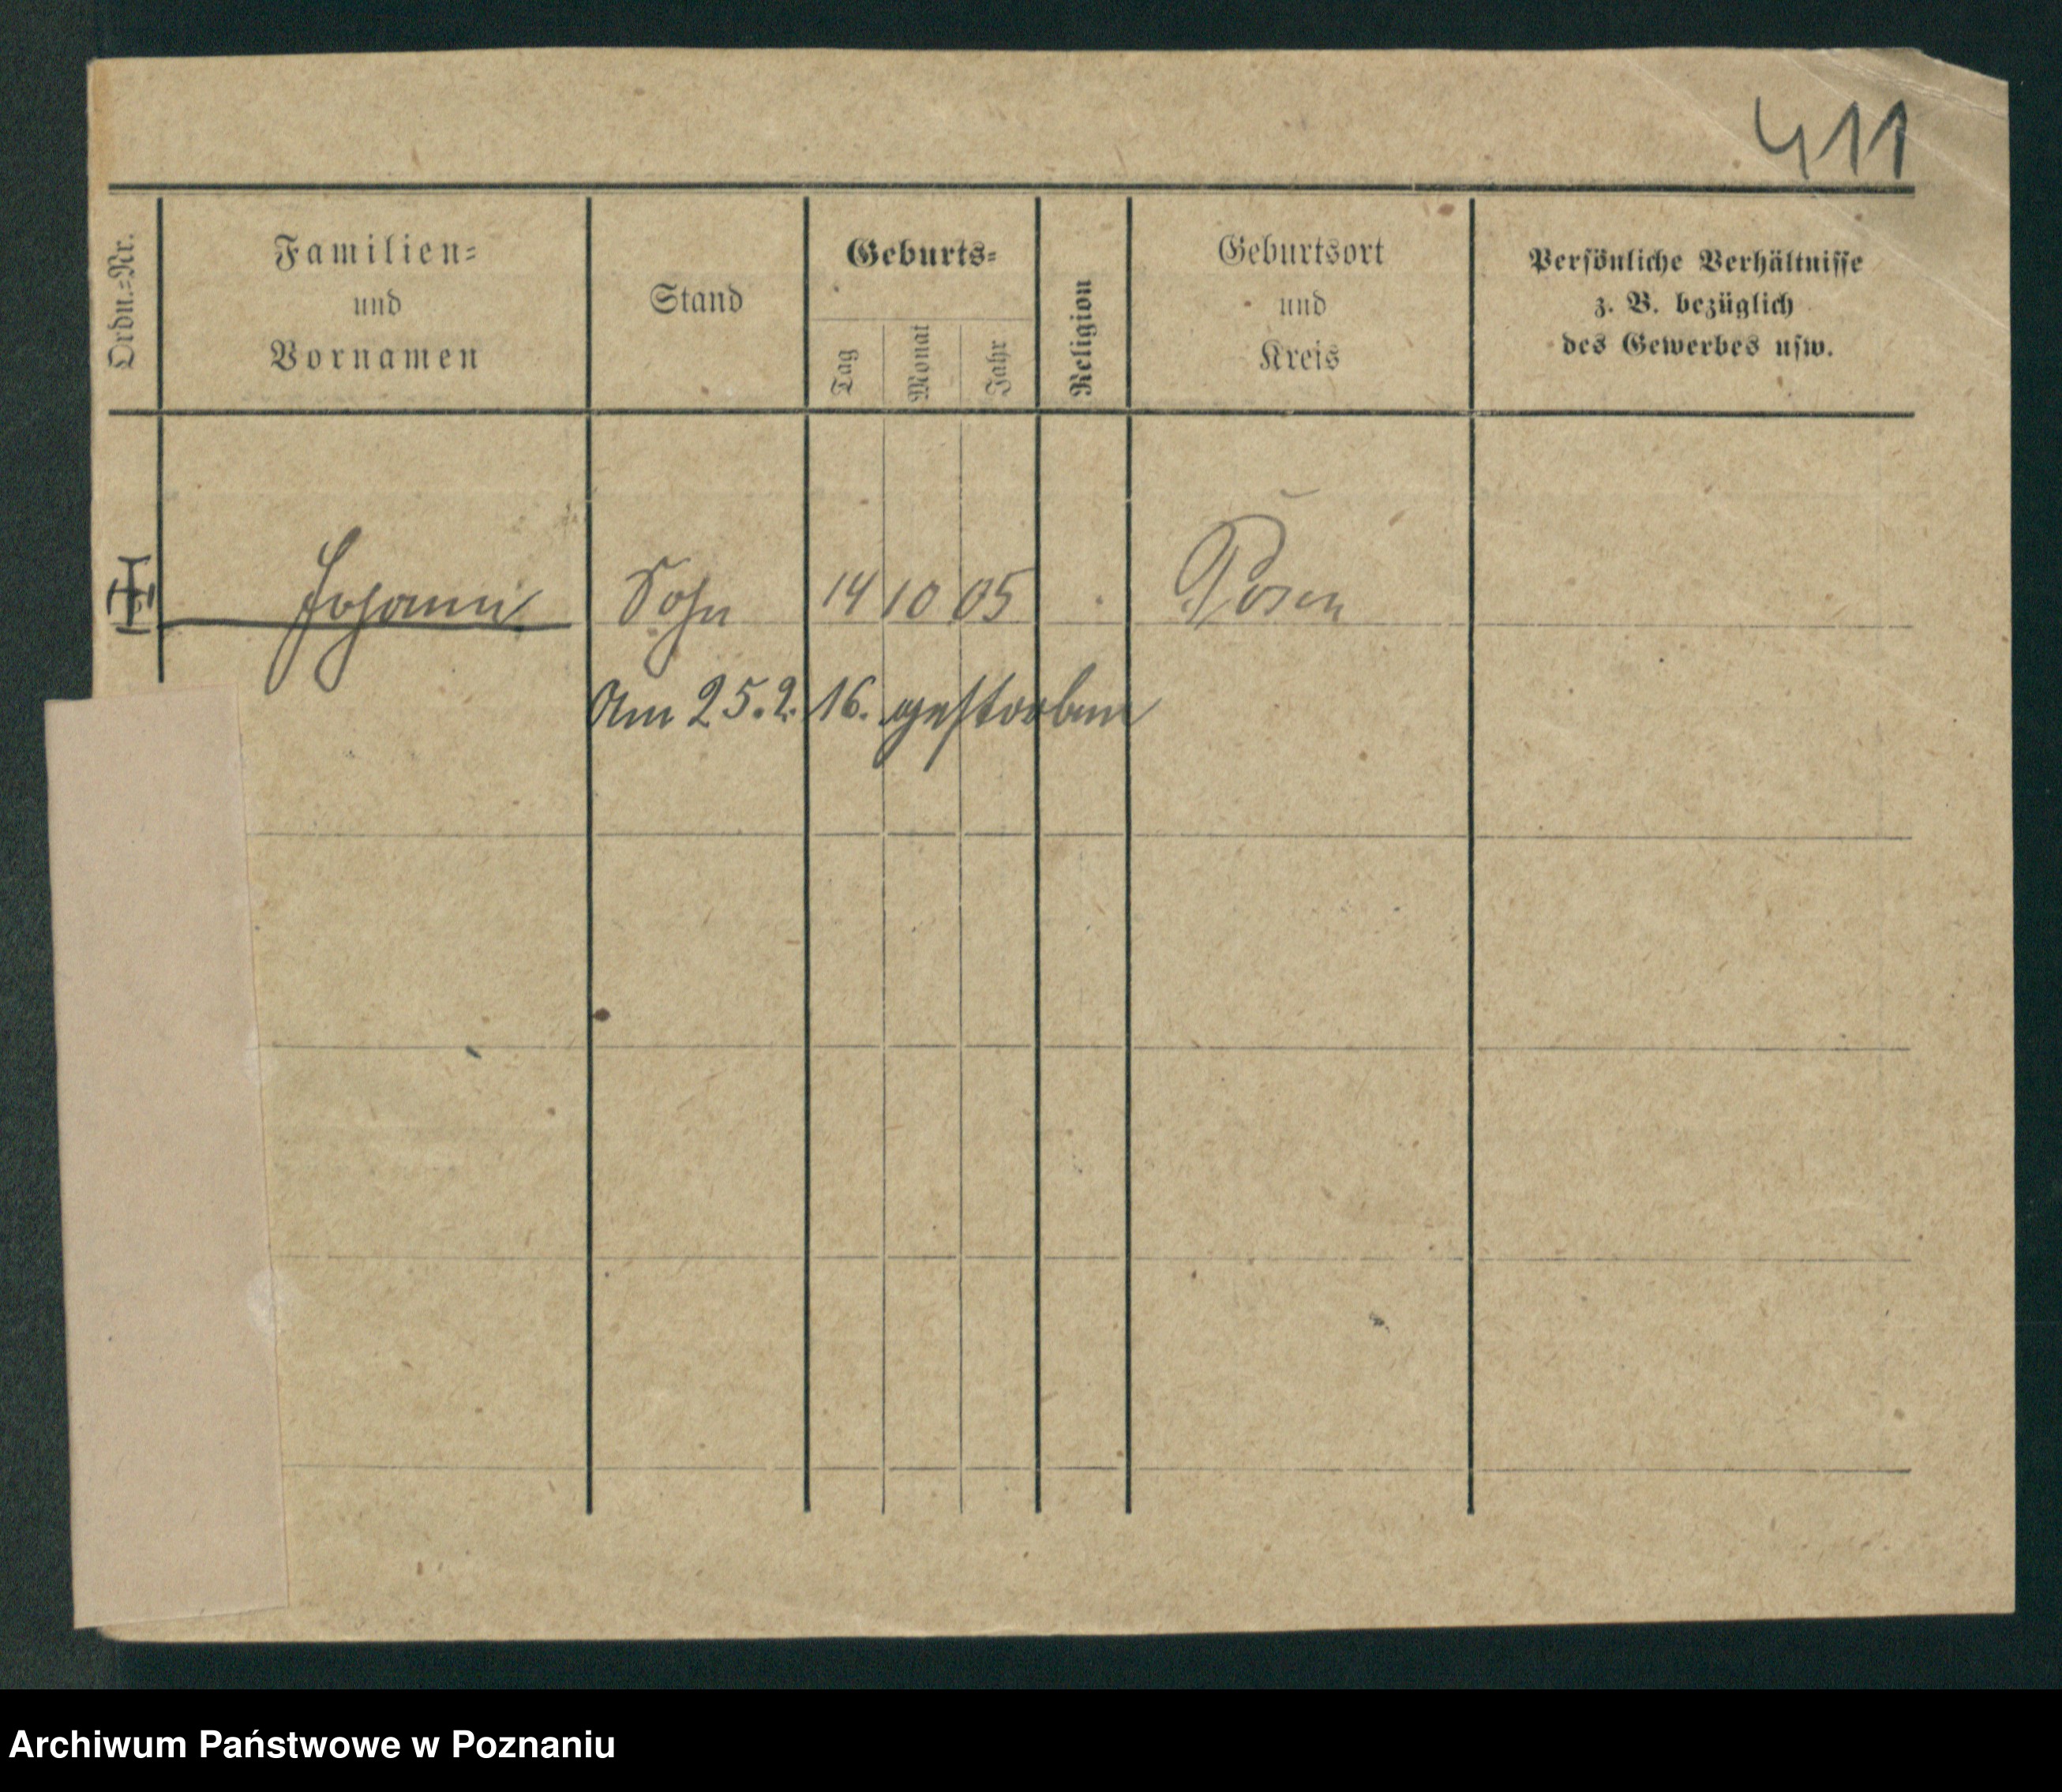 411
Ordn.-Nr.
Familien-
und
Vornamen
Stand
Geburts-
Tag
Monat
Jahr
Religion
Geburtsort
und
Kreis
Persönliche Verhältnisse
z. B. bezüglich
des Gewerbes usw.
Johann Sohn 14 10 05 Posen
Am 25.2.16. gestorben
Archiwum Państwowe w Poznaniu